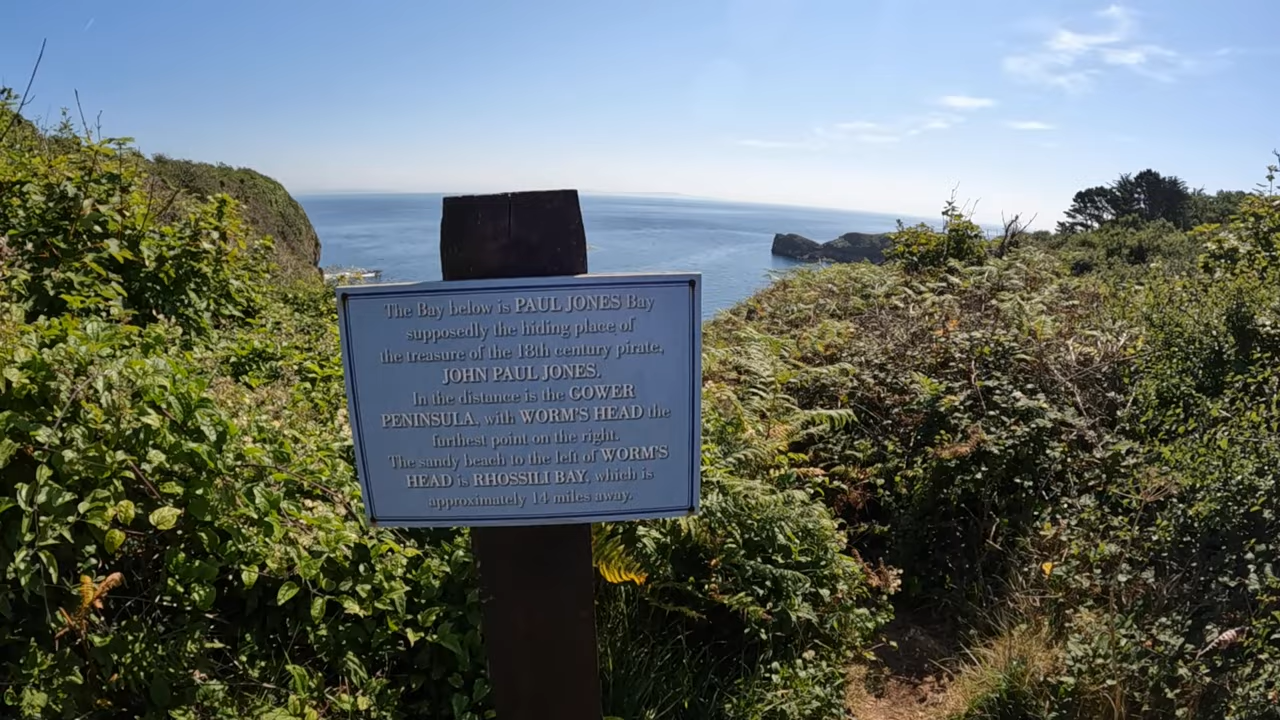 The Bay below is PAUL JONES Bay
supposedly the hiding place of
the treasure of the 18th century pirate,
JOHN PAUL JONES.
In the distance is the GOWER
PENINSULA, with WORM'S HEAD the
furthest point on the right.
The sandy beach to the left of WORM'S
HEAD is RHOSSILI BAY, which is
approximately 14 miles away.